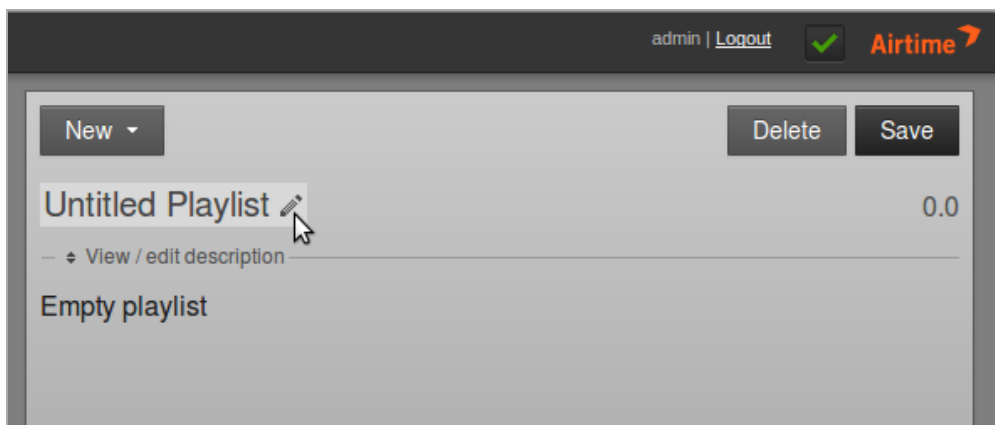 admin | Logout Airtime
New Delete Save
Untitled Playlist 0.0
View / edit description
Empty playlist